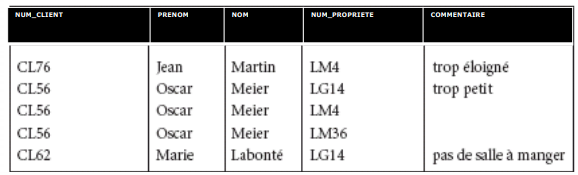 NUM_CLIENT PRENOM NOM NUM_PROPRIETE COMMENTAIRE
CL76 Jean Martin LM4 trop éloigné
CL56 Oscar Meier LG14 trop petit
CL56 Oscar Meier LM4
CL56 Oscar Meier LM36
CL62 Marie Labonté LG14 pas de salle à manger